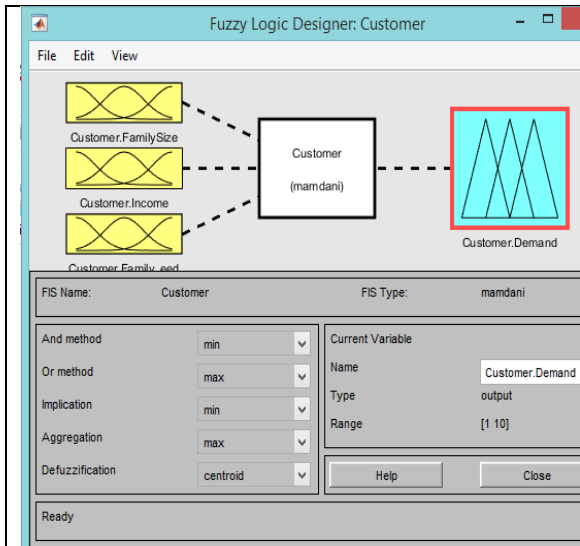 Fuzzy Logic Designer: Customer
File Edit View
Customer.FamilySize
Customer.Income
Customer.Family_eed
Customer
(mamdani)
Customer.Demand
FIS Name: Customer FIS Type: mamdani
And method min
Or method max
Implication min
Aggregation max
Defuzzification centroid
Current Variable
Name Customer.Demand
Type output
Range [1 10]
Help Close
Ready